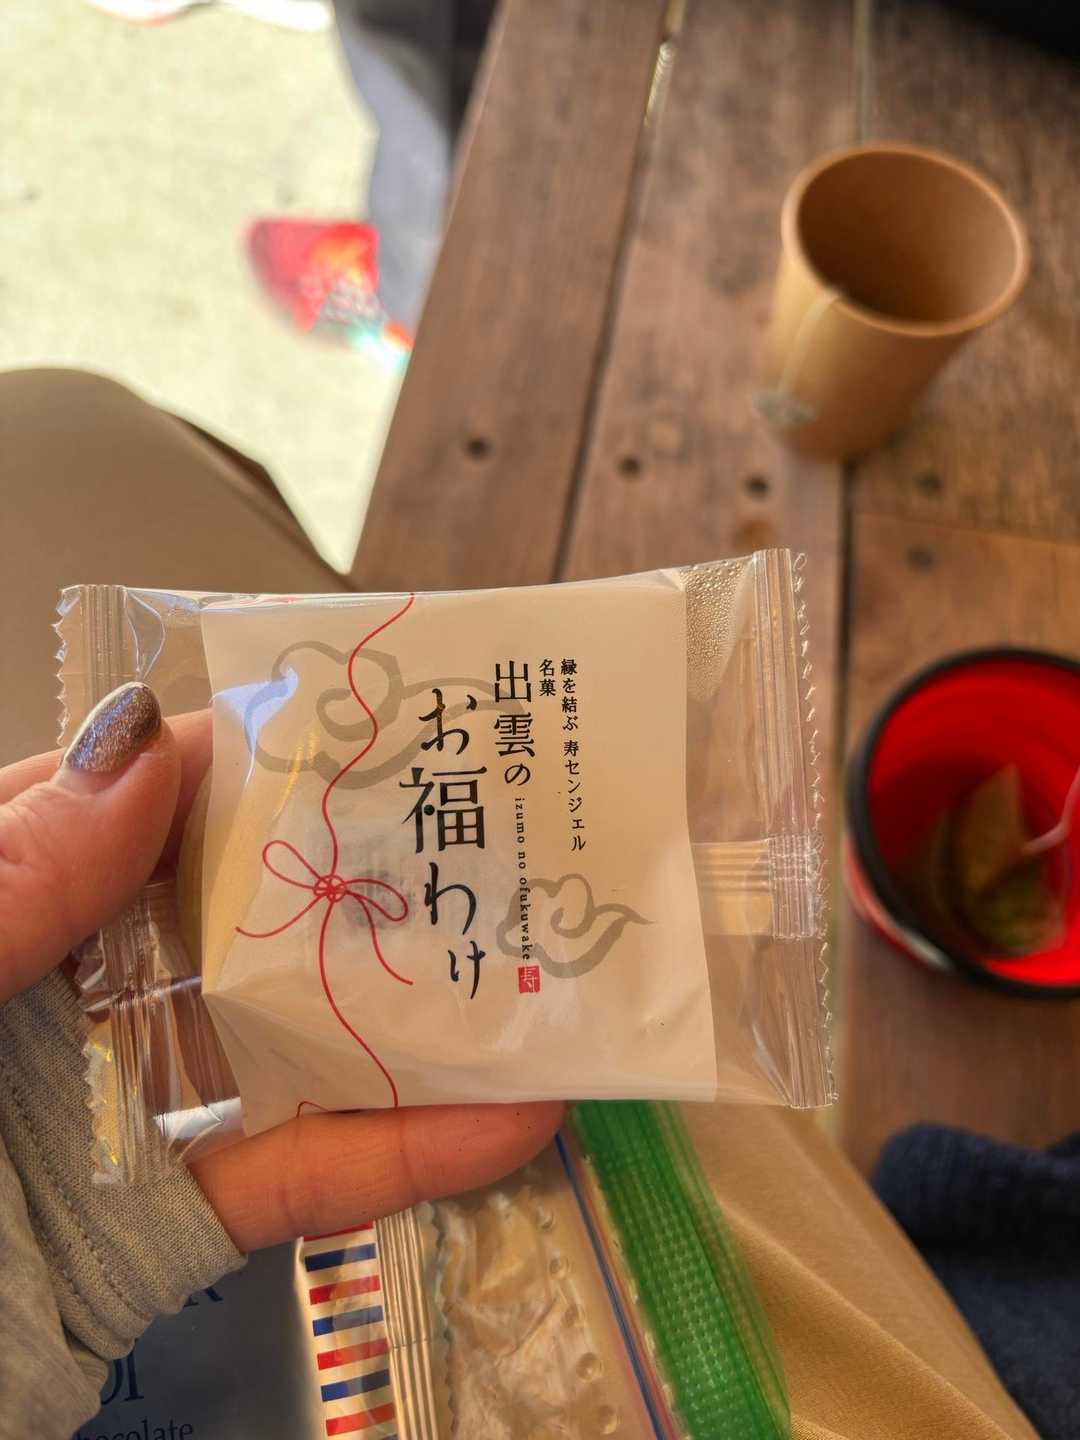 縁を結ぶ 寿センジェル
名菓
出雲の
izumo no ofukuwake
寿
お福わけ